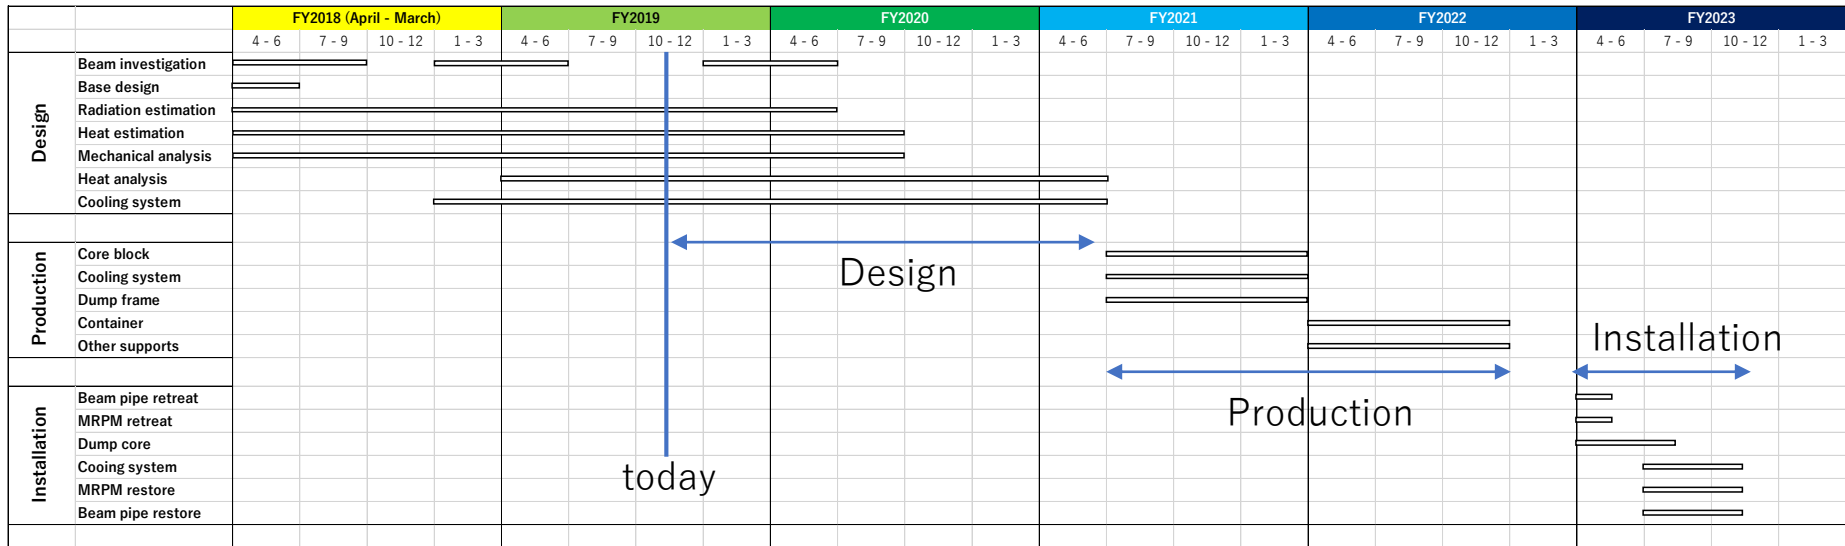 FY2018 (April - March) FY2019 FY2020 FY2021 FY2022 FY2023
4 - 6 7 - 9 10 - 12 1 - 3 4 - 6 7 - 9 10 - 12 1 - 3 4 - 6 7 - 9 10 - 12 1 - 3 4 - 6 7 - 9 10 - 12 1 - 3 4 - 6 7 - 9 10 - 12 1 - 3 4 - 6 7 - 9 10 - 12 1 - 3
Design
Beam investigation
Base design
Radiation estimation
Heat estimation
Mechanical analysis
Heat analysis
Cooling system
Production
Core block
Cooling system
Dump frame
Container
Other supports
Installation
Beam pipe retreat
MRPM retreat
Dump core
Cooing system
MRPM restore
Beam pipe restore
Design
Installation
Production
today